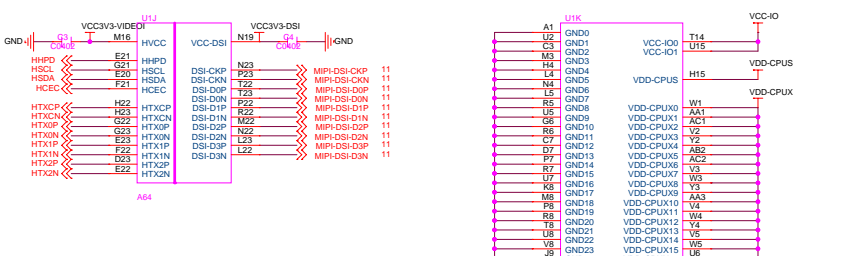 U1J
VCC3V3-VIDEOI
VCC3V3-DSI
GND
C3
C0402
M16
HVCC
VCC-DSI
N19
C4
C0402
GND
HHPD
E21
HHPD
HSCL
G21
HSCL
DSI-CKP
N23
MIPI-DSI-CKP
11
HSDA
E20
HSDA
DSI-CKN
P23
MIPI-DSI-CKN
11
HCEC
F21
HCEC
DSI-D0P
T22
MIPI-DSI-D0P
11
DSI-D0N
T23
MIPI-DSI-D0N
11
HTXCP
H22
HTXCP
DSI-D1P
P22
MIPI-DSI-D1P
11
HTXCN
H23
HTXCN
DSI-D1N
R22
MIPI-DSI-D1N
11
HTX0P
G22
HTX0P
DSI-D2P
M22
MIPI-DSI-D2P
11
HTX0N
G23
HTX0N
DSI-D2N
N22
MIPI-DSI-D2N
11
HTX1P
E23
HTX1P
DSI-D3P
L23
MIPI-DSI-D3P
11
HTX1N
F22
HTX1N
DSI-D3N
L22
MIPI-DSI-D3N
11
HTX2P
D23
HTX2P
HTX2N
E22
HTX2N
A64
U1K
VCC-IO
A1
GND0
U2
GND1
VCC-IO0
T14
C3
GND2
VCC-IO1
U15
M3
GND3
H4
GND4
VDD-CPUS
L4
GND5
VDD-CPUS
H15
N4
GND6
L5
GND7
VDD-CPUX
R5
GND8
VDD-CPUX0
W1
U5
GND9
VDD-CPUX1
AA1
G6
GND10
VDD-CPUX2
AC1
R6
GND11
VDD-CPUX3
V2
C7
GND12
VDD-CPUX4
Y2
D7
GND13
VDD-CPUX5
AB2
P7
GND14
VDD-CPUX6
AC2
R7
GND15
VDD-CPUX7
V3
U7
GND16
VDD-CPUX8
W3
K8
GND17
VDD-CPUX9
Y3
M8
GND18
VDD-CPUX10
AA3
P8
GND19
VDD-CPUX11
V4
R8
GND20
VDD-CPUX12
W4
T8
GND21
VDD-CPUX13
Y4
U8
GND22
VDD-CPUX14
V5
V8
GND23
VDD-CPUX15
W5
J9
U6